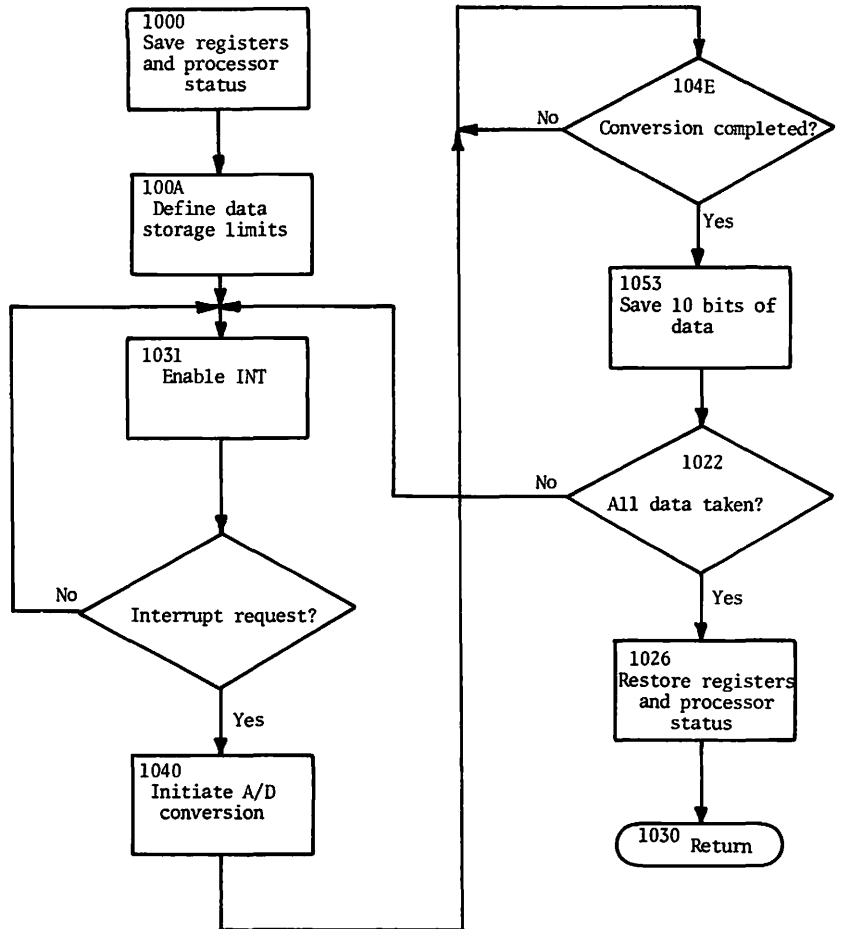 1000
Save registers
and processor
status
100A
Define data
storage limits
1031
Enable INT
Interrupt request?
No
Yes
1040
Initiate A/D
conversion
104E
Conversion completed?
No
Yes
1053
Save 10 bits of
data
1022
All data taken?
No
Yes
1026
Restore registers
and processor
status
1030 Return